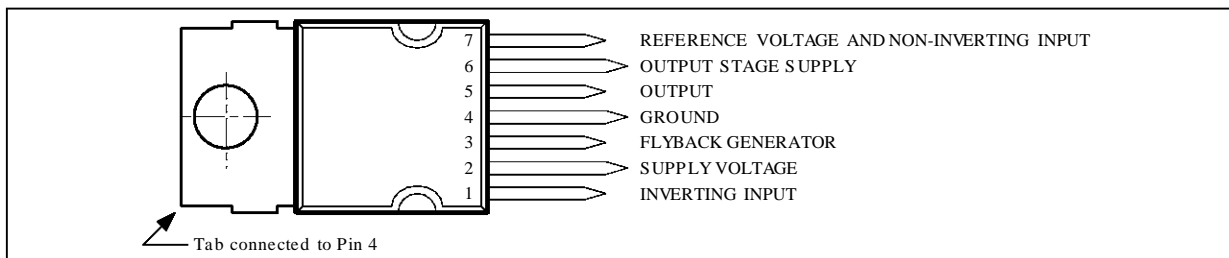 7 REFERENCE VOLTAGE AND NON-INVERTING INPUT
6 OUTPUT STAGE SUPPLY
5 OUTPUT
4 GROUND
3 FLYBACK GENERATOR
2 SUPPLY VOLTAGE
1 INVERTING INPUT
Tab connected to Pin 4